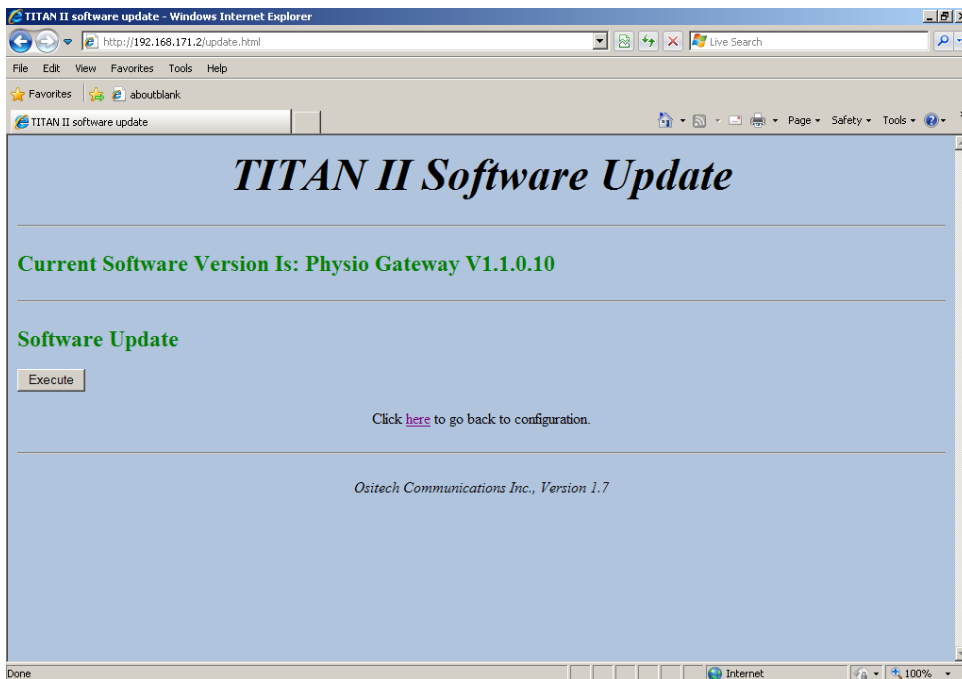 TITAN II software update - Windows Internet Explorer
http://192.168.171.2/update.html
Live Search
File Edit View Favorites Tools Help
Favorites aboutblank
TITAN II software update
Page Safety Tools
TITAN II Software Update
Current Software Version Is: Physio Gateway V1.1.0.10
Software Update
Execute
Click here to go back to configuration.
Ositech Communications Inc., Version 1.7
Done
Internet
100%